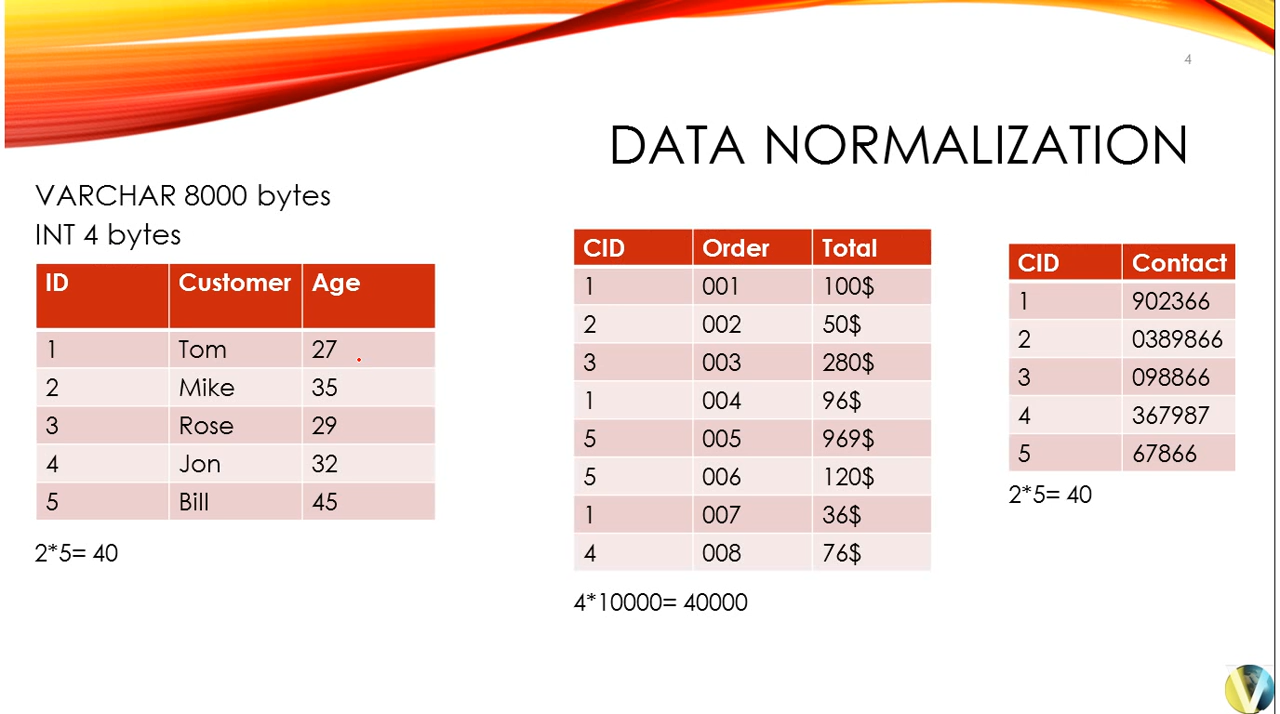 4
DATA NORMALIZATION
VARCHAR 8000 bytes
INT 4 bytes
ID Customer Age
1 Tom 27
2 Mike 35
3 Rose 29
4 Jon 32
5 Bill 45
2*5= 40
CID Order Total
1 001 100$
2 002 50$
3 003 280$
1 004 96$
5 005 969$
5 006 120$
1 007 36$
4 008 76$
4*10000= 40000
CID Contact
1 902366
2 0389866
3 098866
4 367987
5 67866
2*5= 40
V